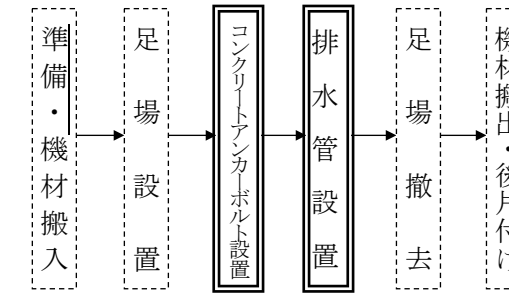 準備・機材搬入
足場設置
コンクリートアンカーボルト設置
排水管設置
足場撤去
機材搬出・後片付け